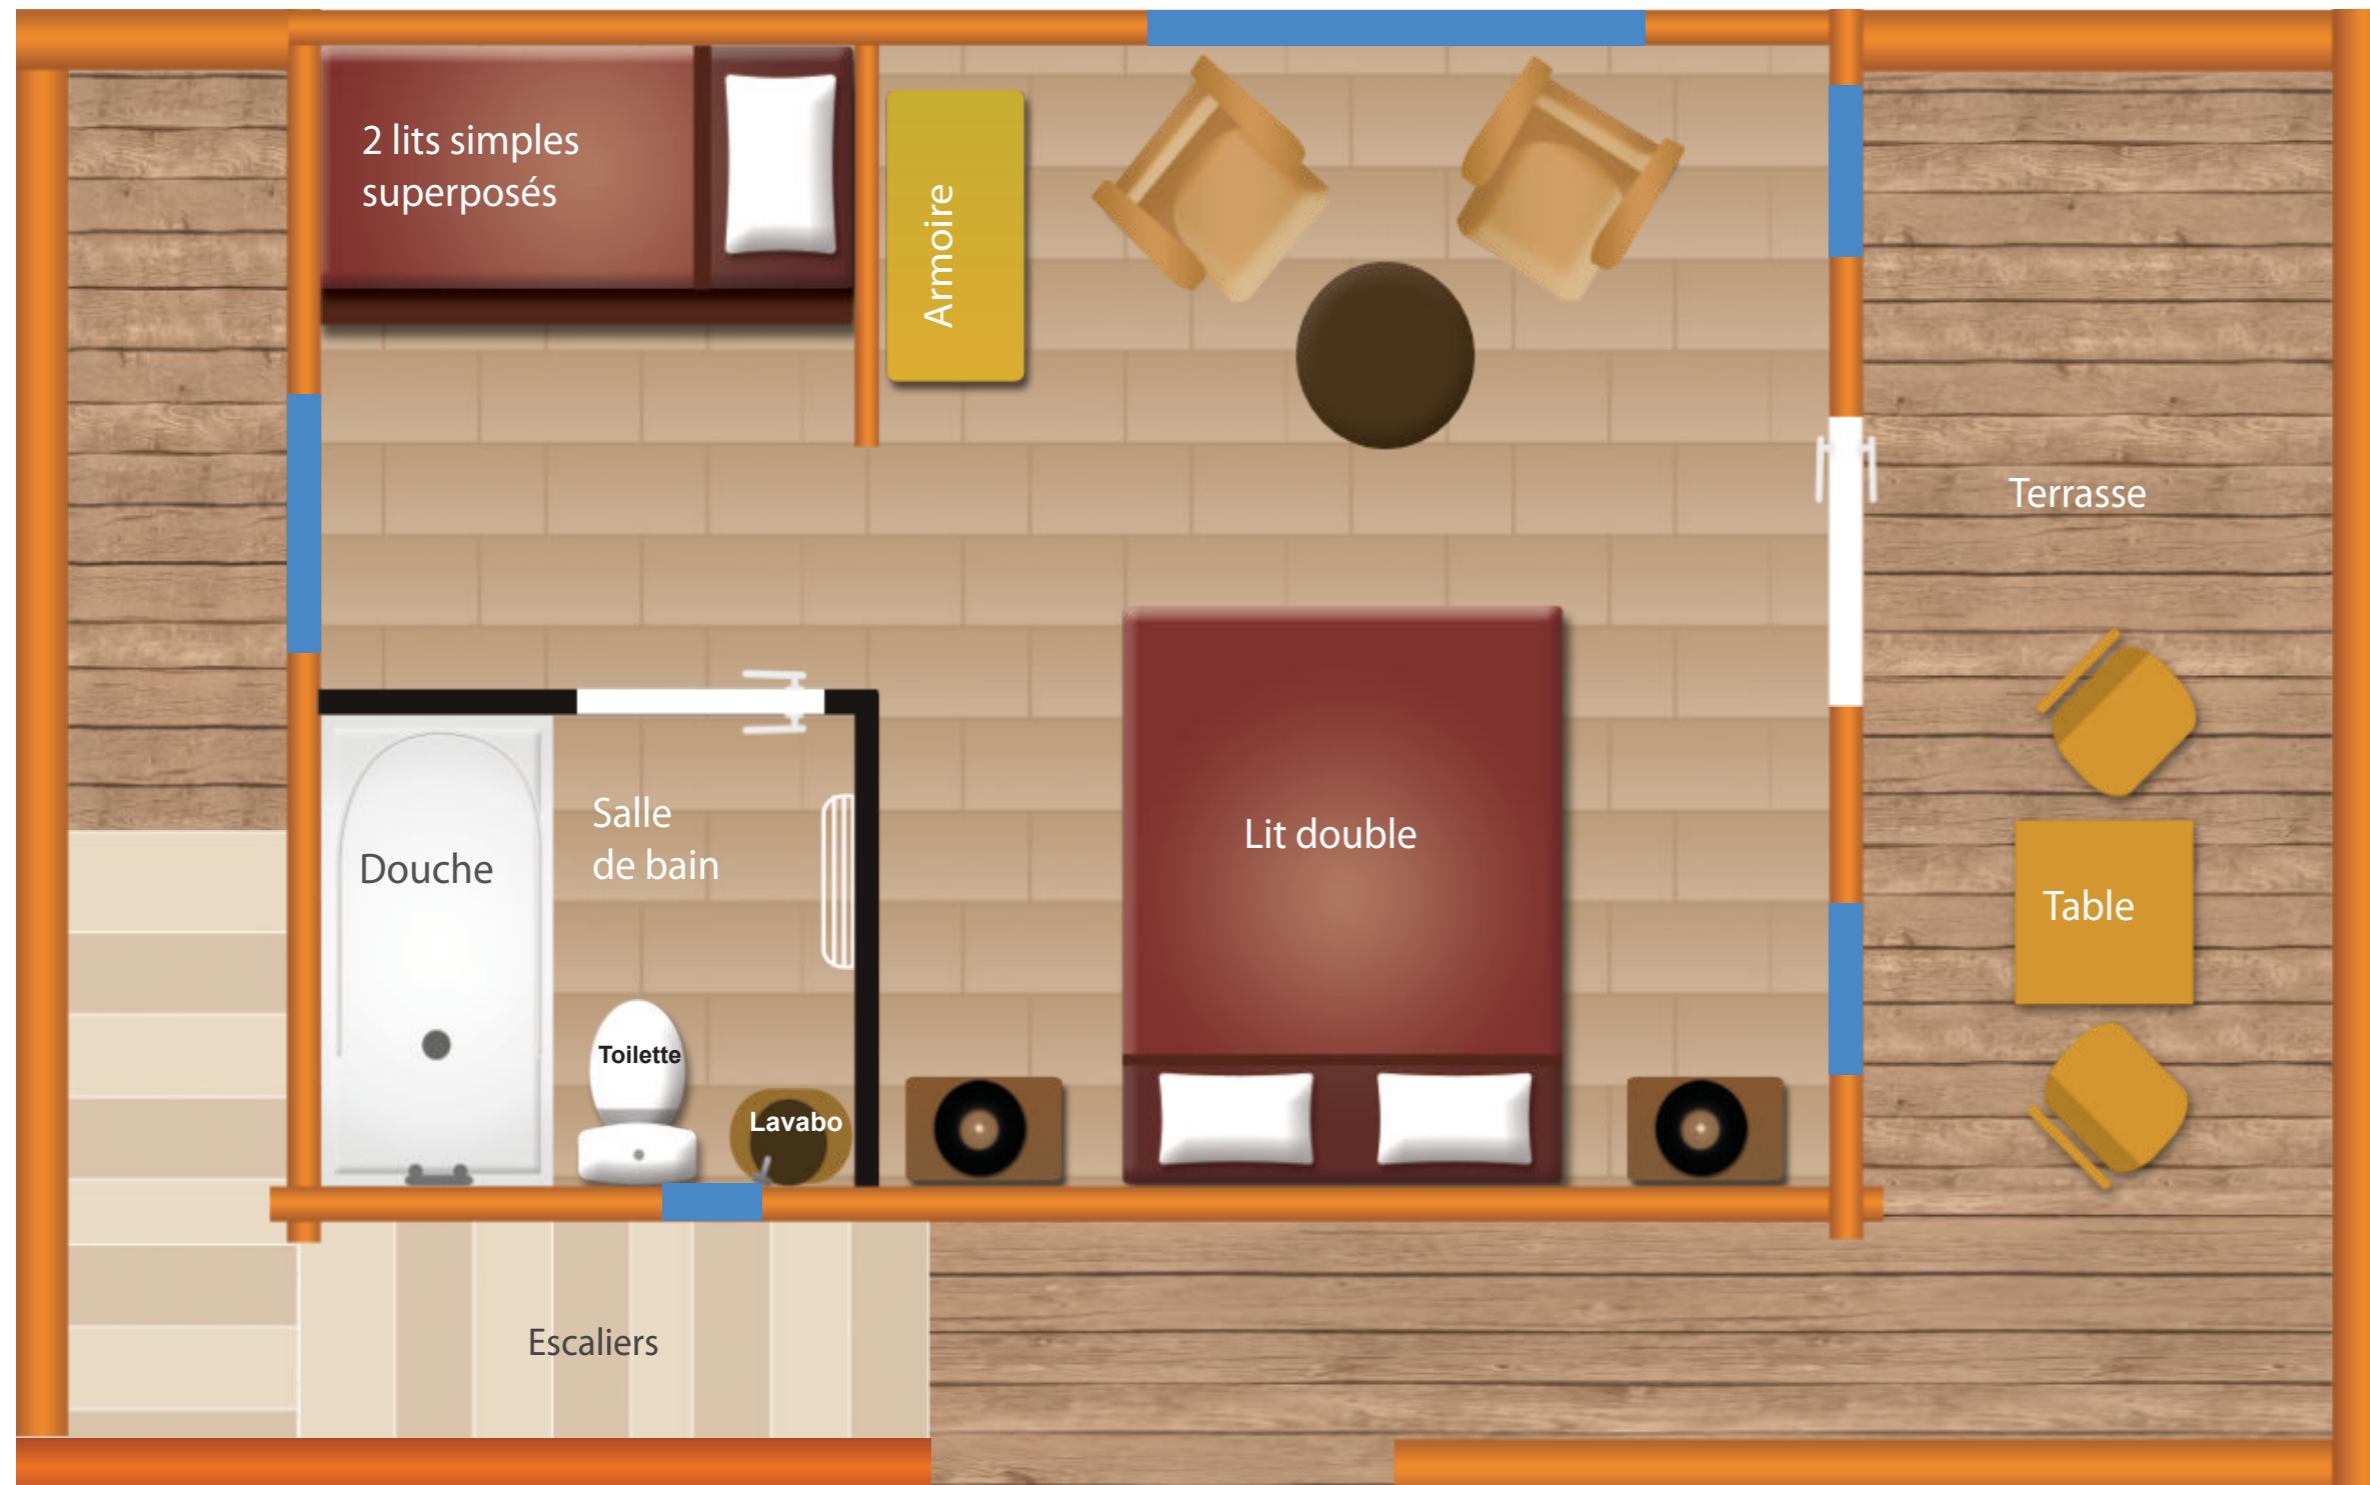 2 lits simples
superposés
Armoire
Terrasse
Salle
de bain
Douche
Lit double
Table
Toilette
Lavabo
Escaliers